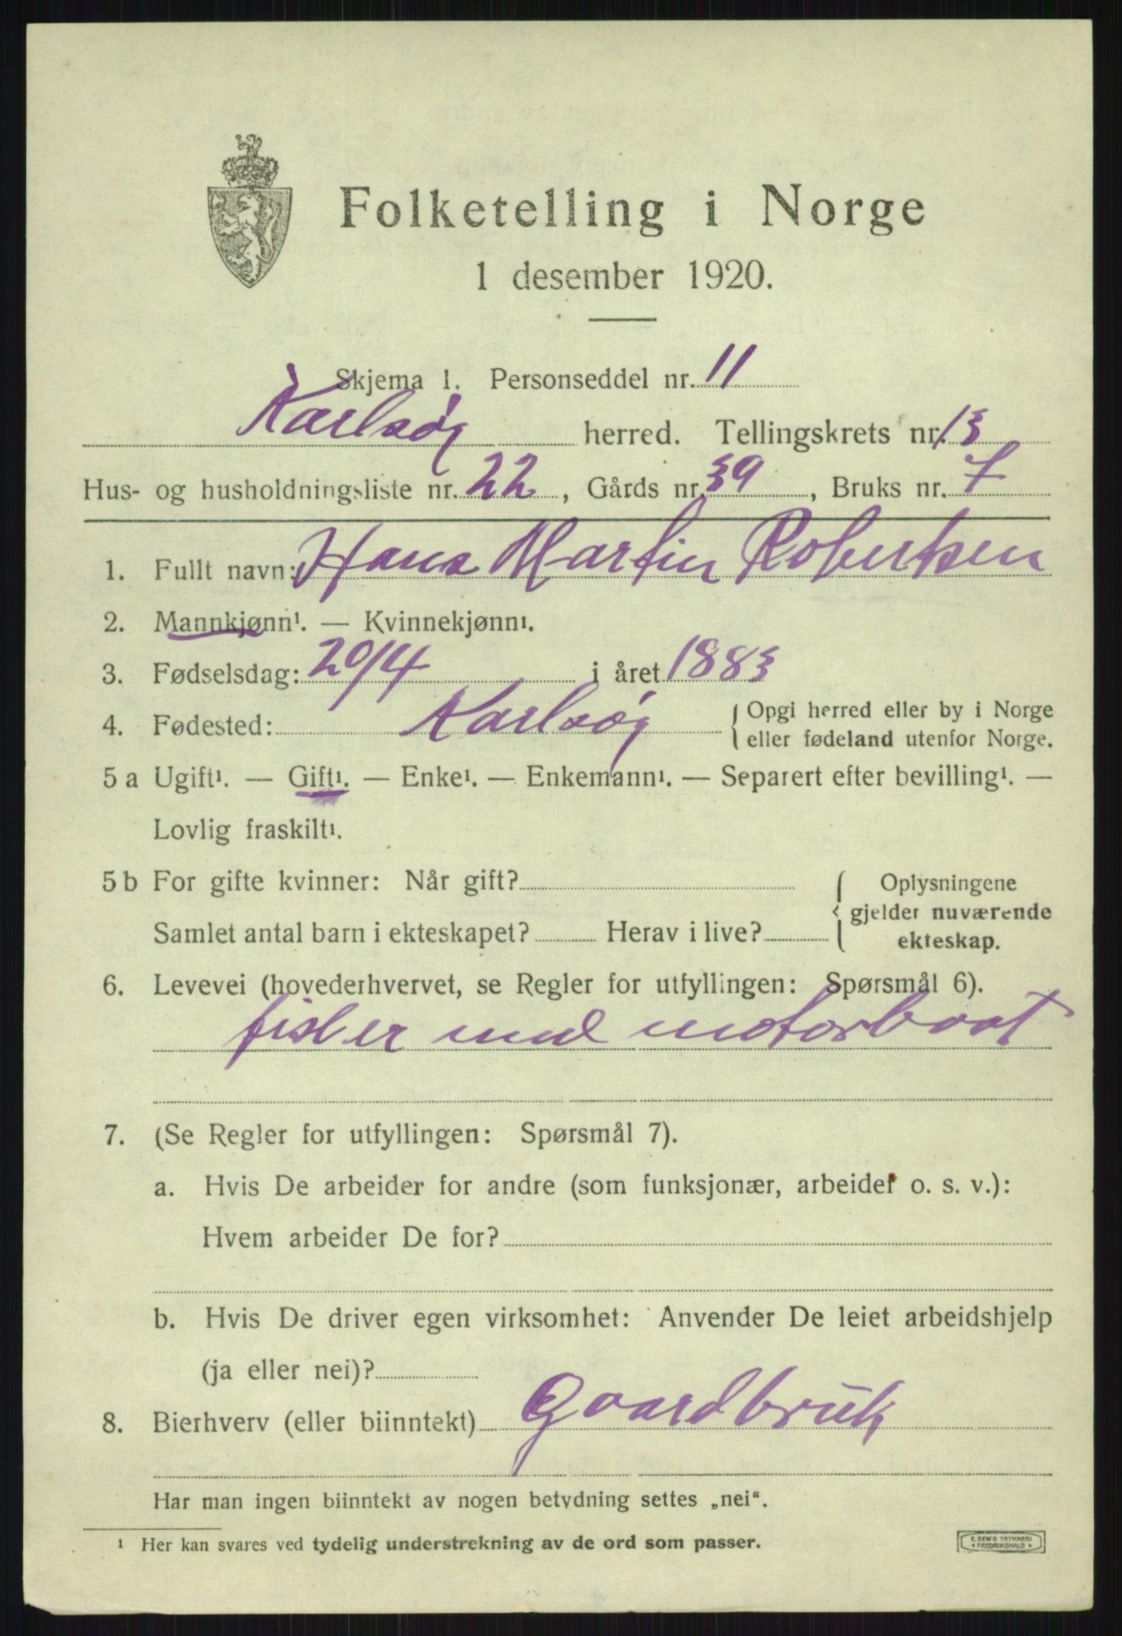 Folketelling i Norge
1 desember 1920.
Skjema 1. Personseddel nr. 11
Karlsøy herred. Tellingskrets nr. 13
Hus- og husholdningsliste nr. 22, Gårds nr. 39, Bruks nr. 7
1. Fullt navn: Hans Martin Robertsen
2. Mannkjønn¹. — Kvinnekjønn¹.
3. Fødselsdag: 20/4 i året 1883
4. Fødested: Karlsøy {Opgi herred eller by i Norge
eller fødeland utenfor Norge.
5 a Ugift¹. — Gift¹. — Enke¹. — Enkemann¹. — Separert efter bevilling¹. —
Lovlig fraskilt¹.
5 b For gifte kvinner: Når gift? { Oplysningene
gjelder nuværende
Samlet antal barn i ekteskapet? Herav i live?
ekteskap.
6. Levevei (hovederhvervet, se Regler for utfyllingen: Spørsmål 6).
fisker med motorbaat
7. (Se Regler for utfyllingen: Spørsmål 7).
a. Hvis De arbeider for andre (som funksjonær, arbeider o. s. v.):
Hvem arbeider De for?
b. Hvis De driver egen virksomhet: Anvender De leiet arbeidshjelp
(ja eller nei)?
8. Bierhverv (eller biinntekt) Gaardbruk
Har man ingen biinntekt av nogen betydning settes „nei“.
¹ Her kan svares ved tydelig understrekning av de ord som passer.
E. SEM'S TRYKKERI
FREDRIKSHALD